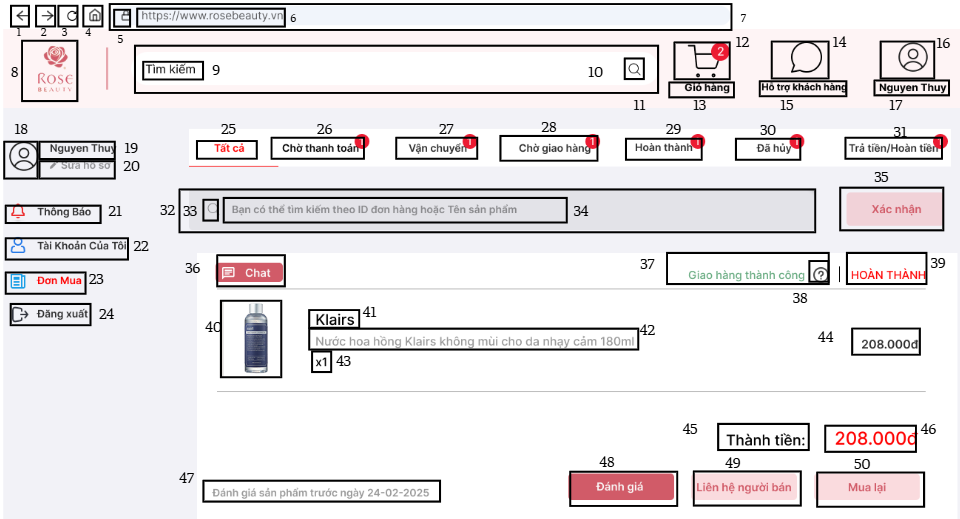 https://www.rosebeauty.vn
1 2 3 4 5 6 7
8 ROSE BEAUTY
Tìm kiếm 9 10 11
12 2 Giỏ hàng 13
14 Hỗ trợ khách hàng 15
16 Nguyen Thuy 17
18 Nguyen Thuy 19
Sửa hồ sơ 20
25 26 27 28 29 30 31
Tất cả Chờ thanh toán 1 Vận chuyển 1 Chờ giao hàng 1 Hoàn thành 1 Đã hủy 1 Trả tiền/Hoàn tiền 1
32 33 Bạn có thể tìm kiếm theo ID đơn hàng hoặc Tên sản phẩm 34
35 Xác nhận
Thông Báo 21
Tài Khoản Của Tôi 22
Đơn Mua 23
Đăng xuất 24
36 Chat
37 Giao hàng thành công ? 38
HOÀN THÀNH 39
40 Klairs 41
Nước hoa hồng Klairs không mùi cho da nhạy cảm 180ml 42
x1 43
44 208.000đ
45 Thành tiền: 208.000đ 46
47 Đánh giá sản phẩm trước ngày 24-02-2025
48 Đánh giá
49 Liên hệ người bán
50 Mua lại